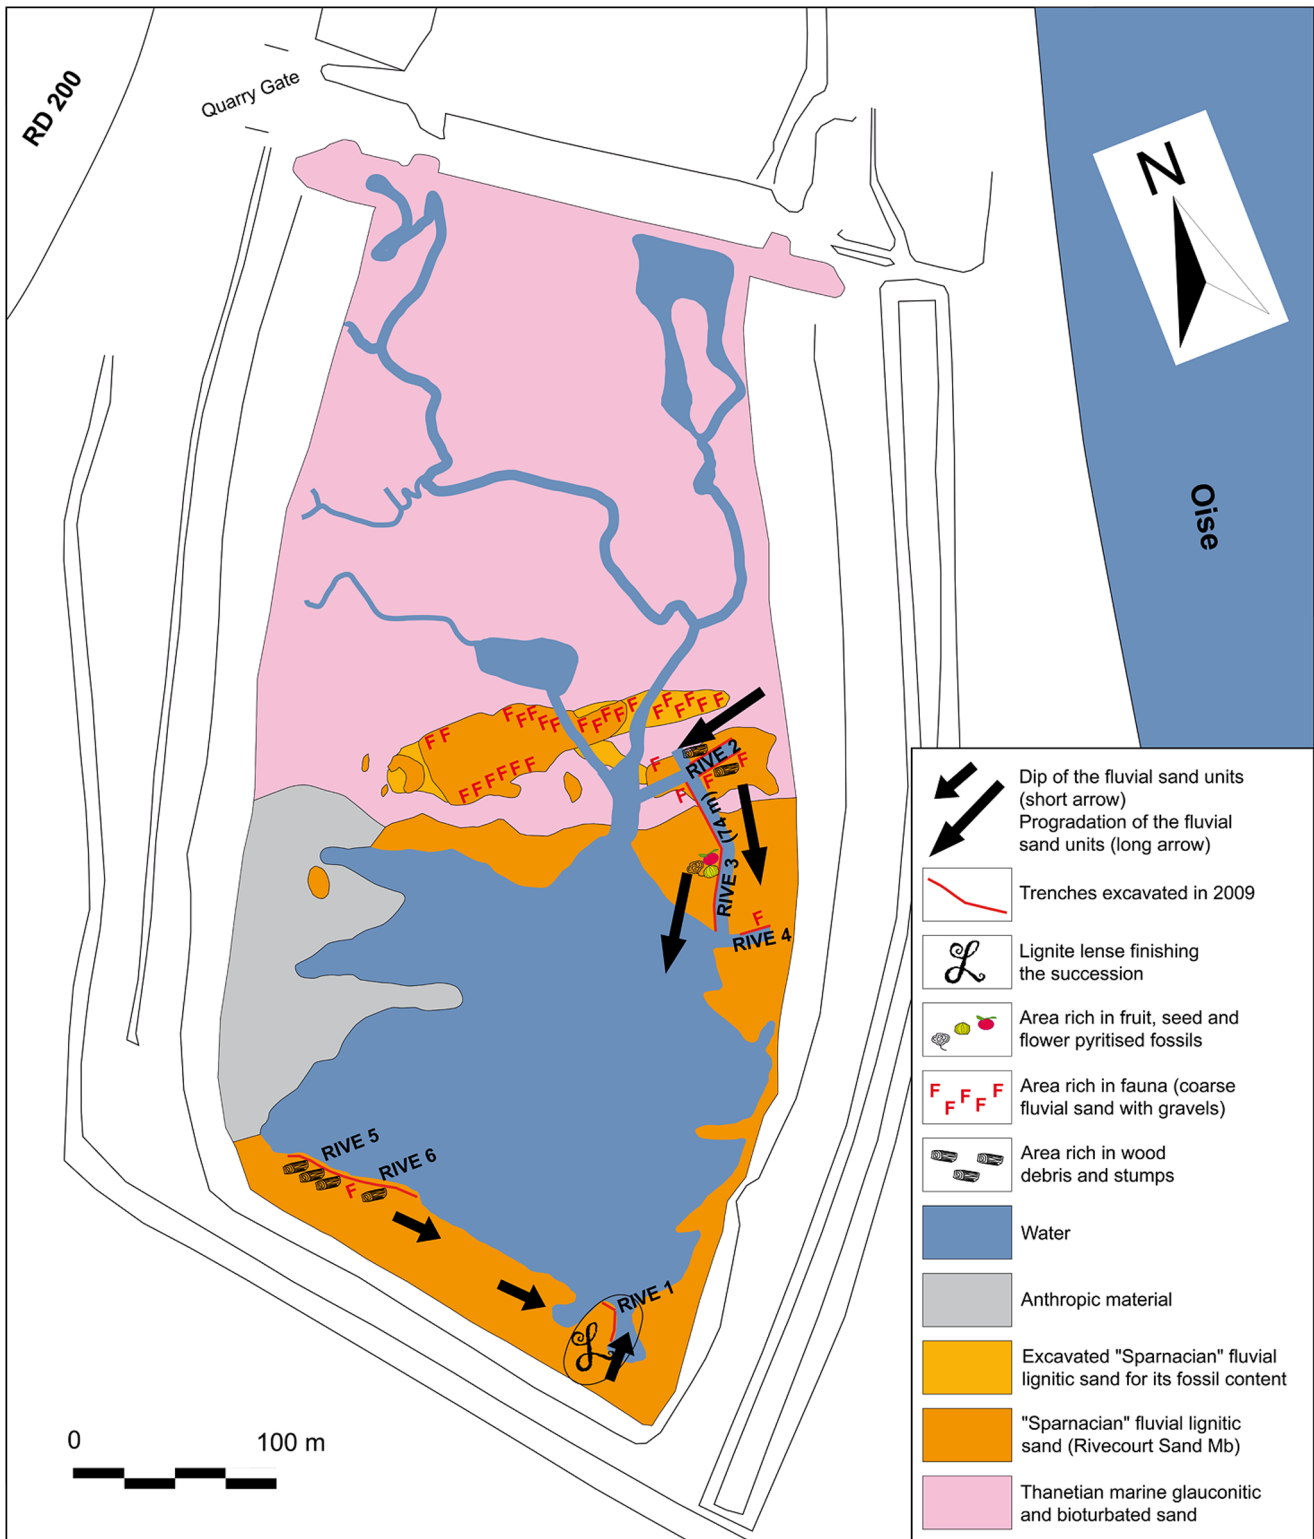 RD 200
Quarry Gate
N
Oise
F F F F F F F F F F F F F F F F F F
F F F F F F
RIVE 2
F F F F
RIVE 3 (74 m)
F
RIVE 4
RIVE 5
RIVE 6
F
RIVE 1
L
0 100 m
Dip of the fluvial sand units
(short arrow)
Progradation of the fluvial
sand units (long arrow)
Trenches excavated in 2009
L
Lignite lense finishing
the succession
Area rich in fruit, seed and
flower pyritised fossils
F F F F F
Area rich in fauna (coarse
fluvial sand with gravels)
Area rich in wood
debris and stumps
Water
Anthropic material
Excavated "Sparnacian" fluvial
lignitic sand for its fossil content
"Sparnacian" fluvial lignitic
sand (Rivecourt Sand Mb)
Thanetian marine glauconitic
and bioturbated sand